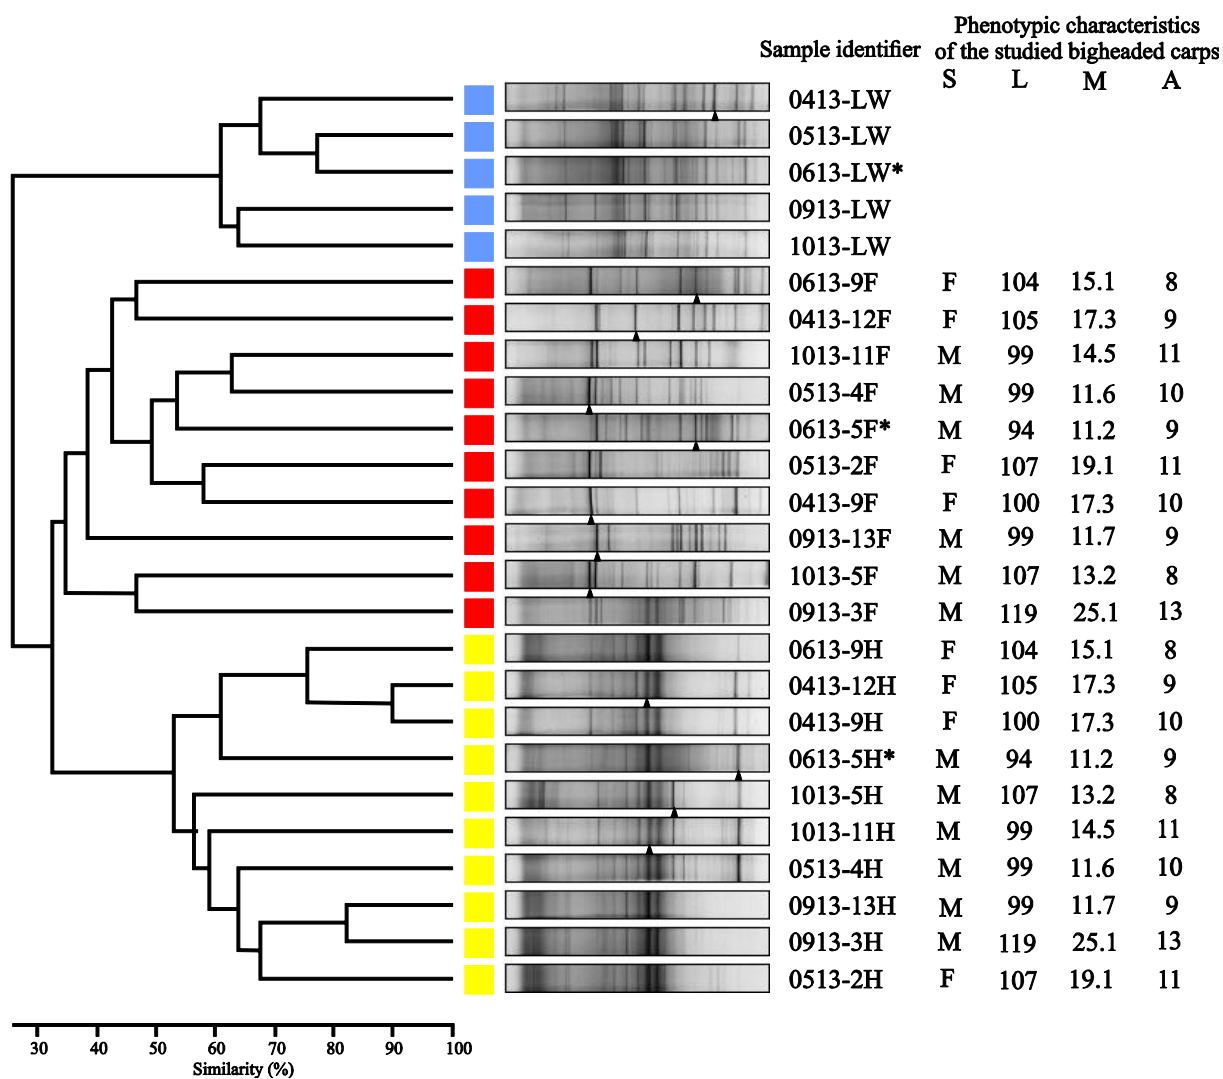 Phenotypic characteristics
Sample identifier of the studied bigheaded carps
S L M A
0413-LW
0513-LW
0613-LW*
0913-LW
1013-LW
0613-9F F 104 15.1 8
0413-12F F 105 17.3 9
1013-11F M 99 14.5 11
0513-4F M 99 11.6 10
0613-5F* M 94 11.2 9
0513-2F F 107 19.1 11
0413-9F F 100 17.3 10
0913-13F M 99 11.7 9
1013-5F M 107 13.2 8
0913-3F M 119 25.1 13
0613-9H F 104 15.1 8
0413-12H F 105 17.3 9
0413-9H F 100 17.3 10
0613-5H* M 94 11.2 9
1013-5H M 107 13.2 8
1013-11H M 99 14.5 11
0513-4H M 99 11.6 10
0913-13H M 99 11.7 9
0913-3H M 119 25.1 13
0513-2H F 107 19.1 11
30 40 50 60 70 80 90 100
Similarity (%)